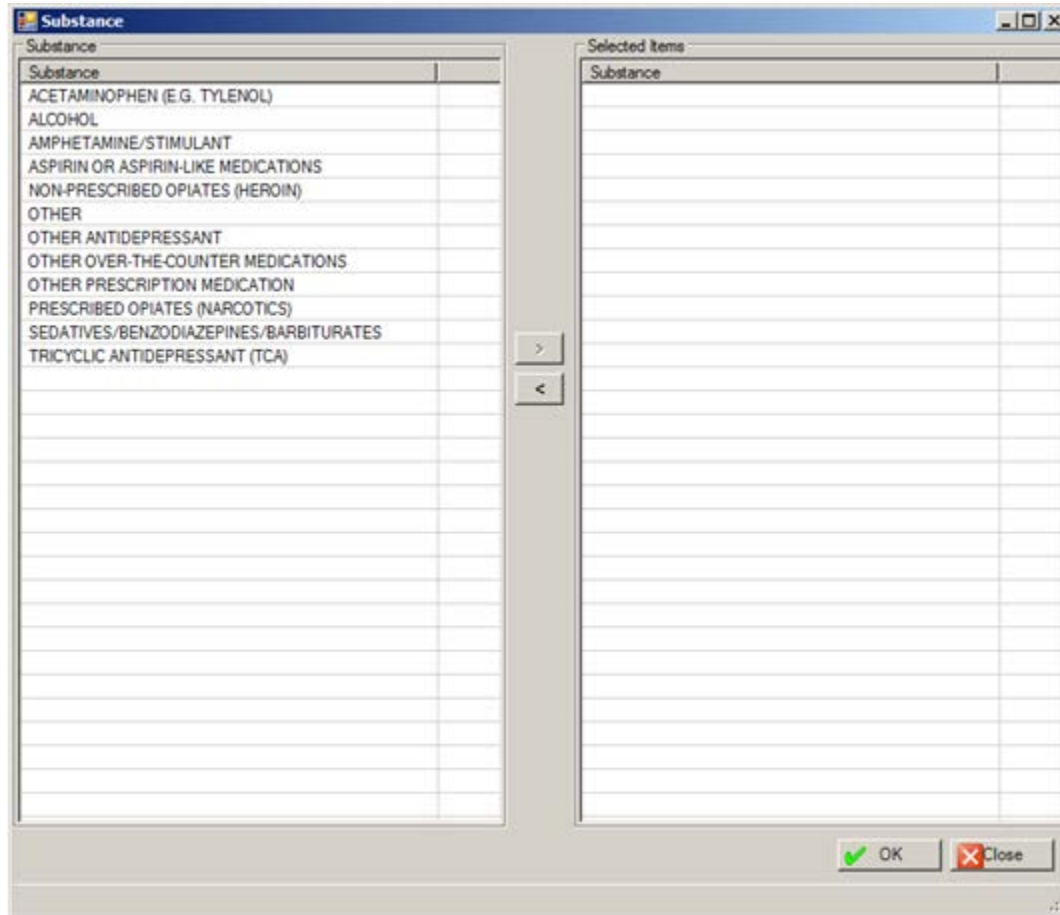 Substance
Substance
Selected Items
Substance
Substance
ACETAMINOPHEN (E.G. TYLENOL)
ALCOHOL
AMPHETAMINE/STIMULANT
ASPIRIN OR ASPIRIN-LIKE MEDICATIONS
NON-PRESCRIBED OPIATES (HEROIN)
OTHER
OTHER ANTIDEPRESSANT
OTHER OVER-THE-COUNTER MEDICATIONS
OTHER PRESCRIPTION MEDICATION
PRESCRIBED OPIATES (NARCOTICS)
SEDATIVES/BENZODIAZEPINES/BARBITURATES
TRICYCLIC ANTIDEPRESSANT (TCA)
>
<
OK
Close